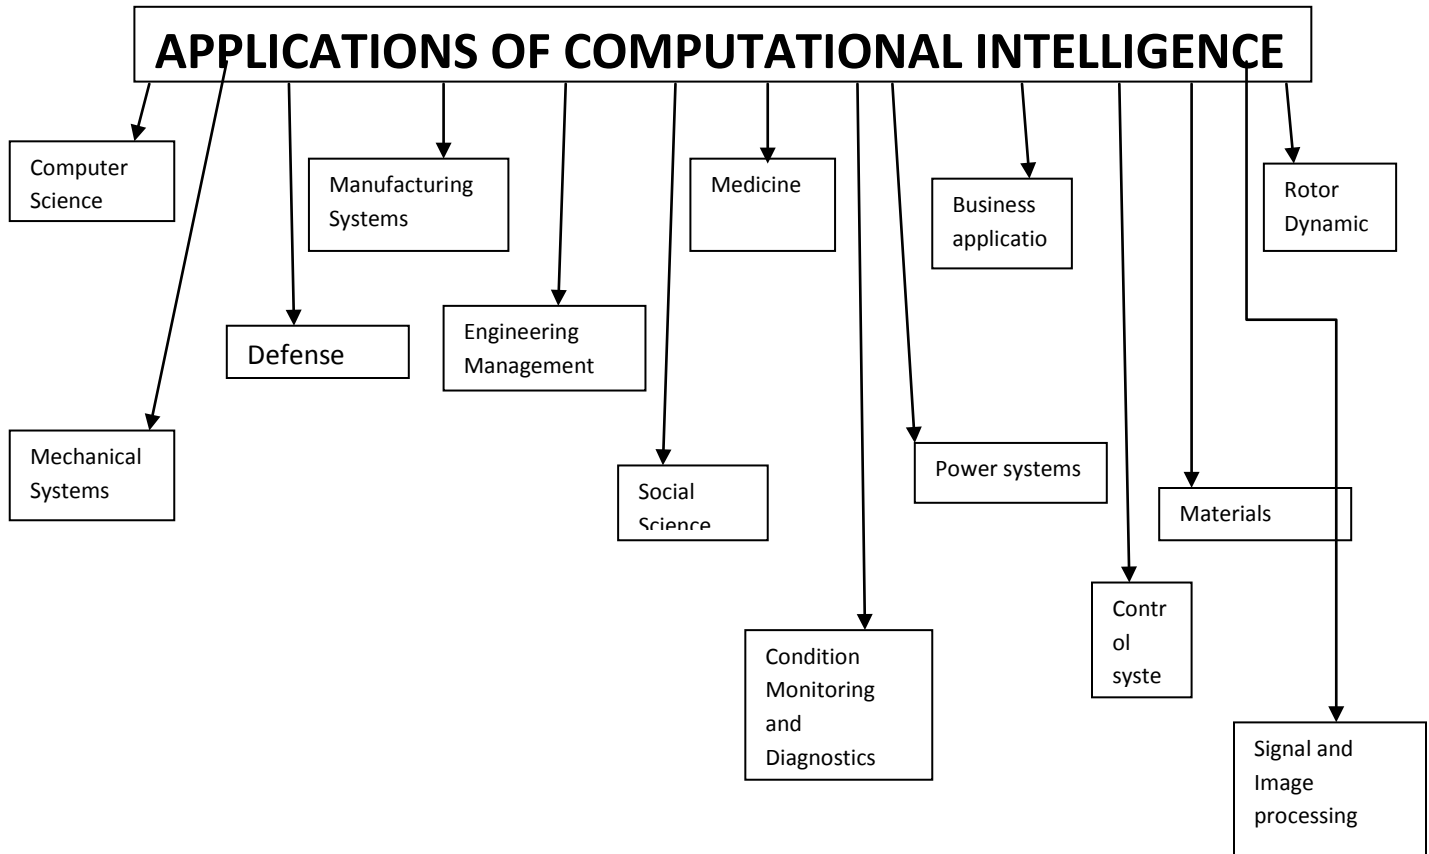 APPLICATIONS OF COMPUTATIONAL INTELLIGENCE
Computer
Science
Manufacturing
Systems
Medicine
Business
applicatio
Rotor
Dynamic
Defense
Engineering
Management
Mechanical
Systems
Social
Science
Power systems
Materials
Contr
ol
syste
Condition
Monitoring
and
Diagnostics
Signal and
Image
processing